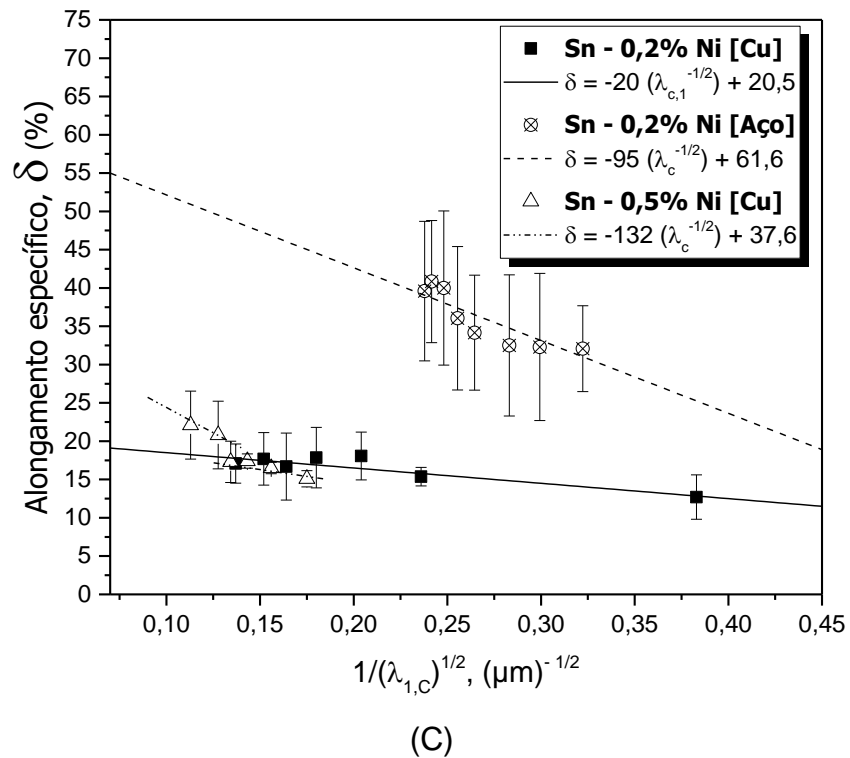 75
70
65
60
55
50
45
40
35
30
25
20
15
10
5
0
Alongamento específico, δ (%)
Sn - 0,2% Ni [Cu]
δ = -20 (λc,1^-1/2) + 20,5
Sn - 0,2% Ni [Aço]
δ = -95 (λc^-1/2) + 61,6
Sn - 0,5% Ni [Cu]
δ = -132 (λc^-1/2) + 37,6
0,10 0,15 0,20 0,25 0,30 0,35 0,40 0,45
1/(λ1,C)^1/2, (μm)^- 1/2
(C)